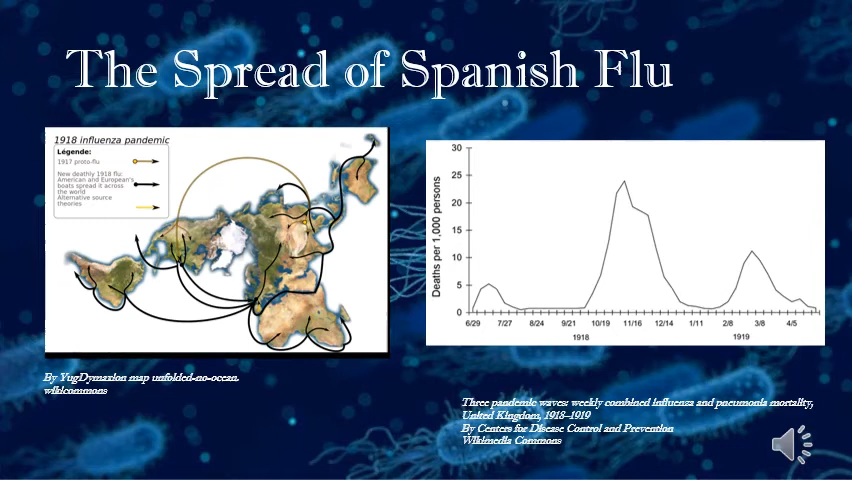 The Spread of Spanish Flu
1918 influenza pandemic
Légende:
1917 proto-flu
New deathly 1918 flu:
American and European's
boats spread it across
the world
Alternative source
theories
30
25
20
15
10
5
0
Deaths per 1,000 persons
6/29 7/27 8/24 9/21 10/19 11/16 12/14 1/11 2/8 3/8 4/5
1918 1919
By YugDymaxion map unfolded-no-ocean.
wikicommons
Three pandemic waves: weekly combined influenza and pneumonia mortality,
United Kingdom, 1918–1919
By Centers for Disease Control and Prevention
Wikimedia Commons